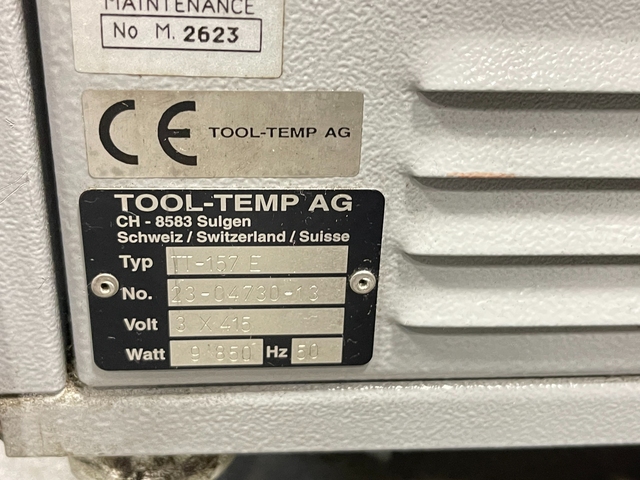 MAINTENANCE
No M. 2623
CE TOOL-TEMP AG
TOOL-TEMP AG
CH - 8583 Sulgen
Schweiz / Switzerland / Suisse
Typ TT-157 E
No. 23-04730-13
Volt 3 X 415
Watt 9'850 Hz 50